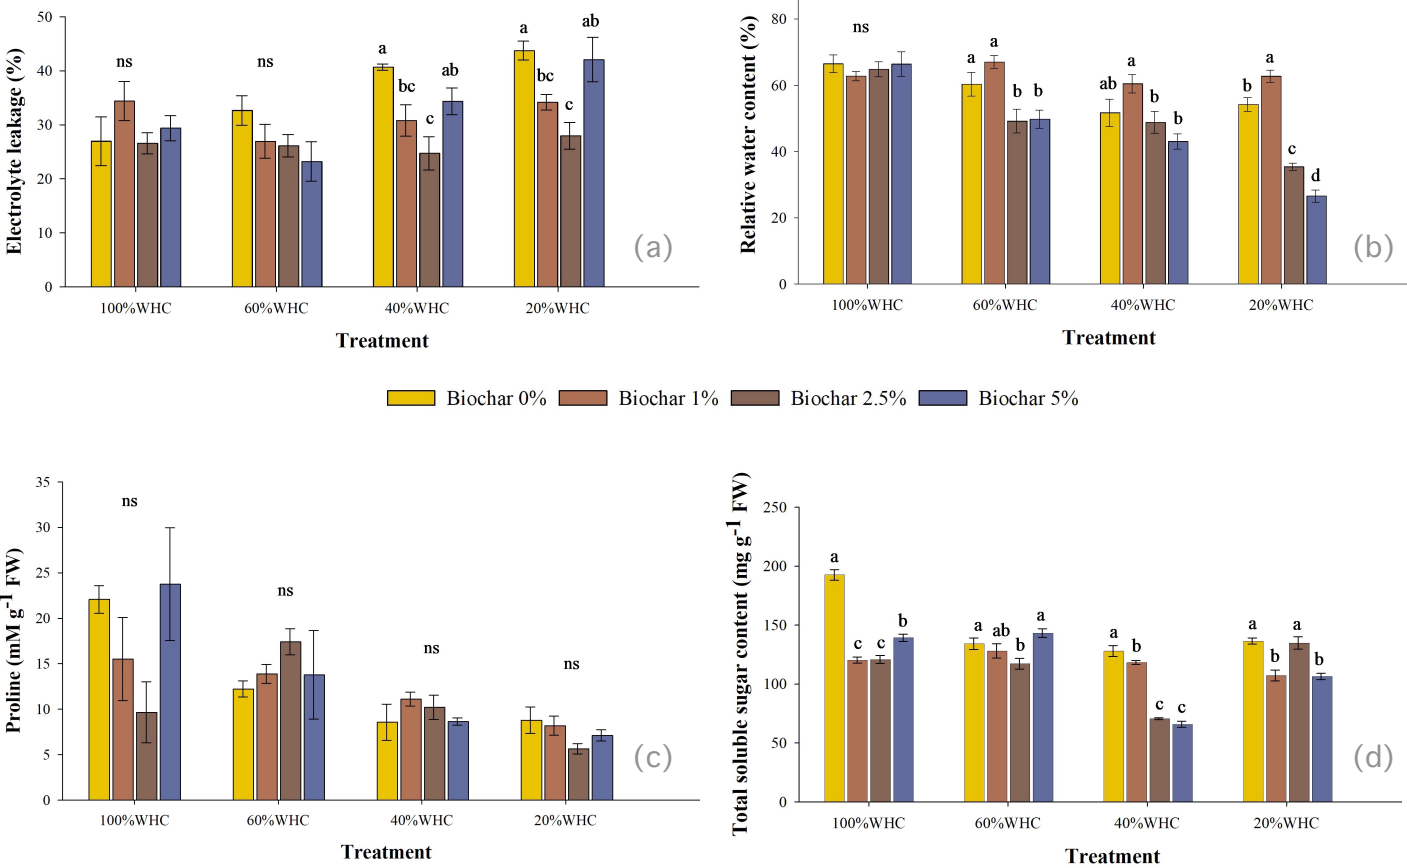 Electrolyte leakage (%)
50
40
30
20
10
0
ns
ns
a
bc
c
ab
a
bc
c
ab
(a)
100%WHC 60%WHC 40%WHC 20%WHC
Treatment
Relative water content (%)
80
60
40
20
0
ns
a
a
b
b
ab
a
b
b
b
a
c
d
(b)
100%WHC 60%WHC 40%WHC 20%WHC
Treatment
Biochar 0% Biochar 1% Biochar 2.5% Biochar 5%
Proline (mM g-1 FW)
35
30
25
20
15
10
5
0
ns
ns
ns
ns
(c)
100%WHC 60%WHC 40%WHC 20%WHC
Treatment
Total soluble sugar content (mg g-1 FW)
250
200
150
100
50
0
a
c
c
b
a
ab
b
a
a
b
c
c
a
b
a
b
(d)
100%WHC 60%WHC 40%WHC 20%WHC
Treatment